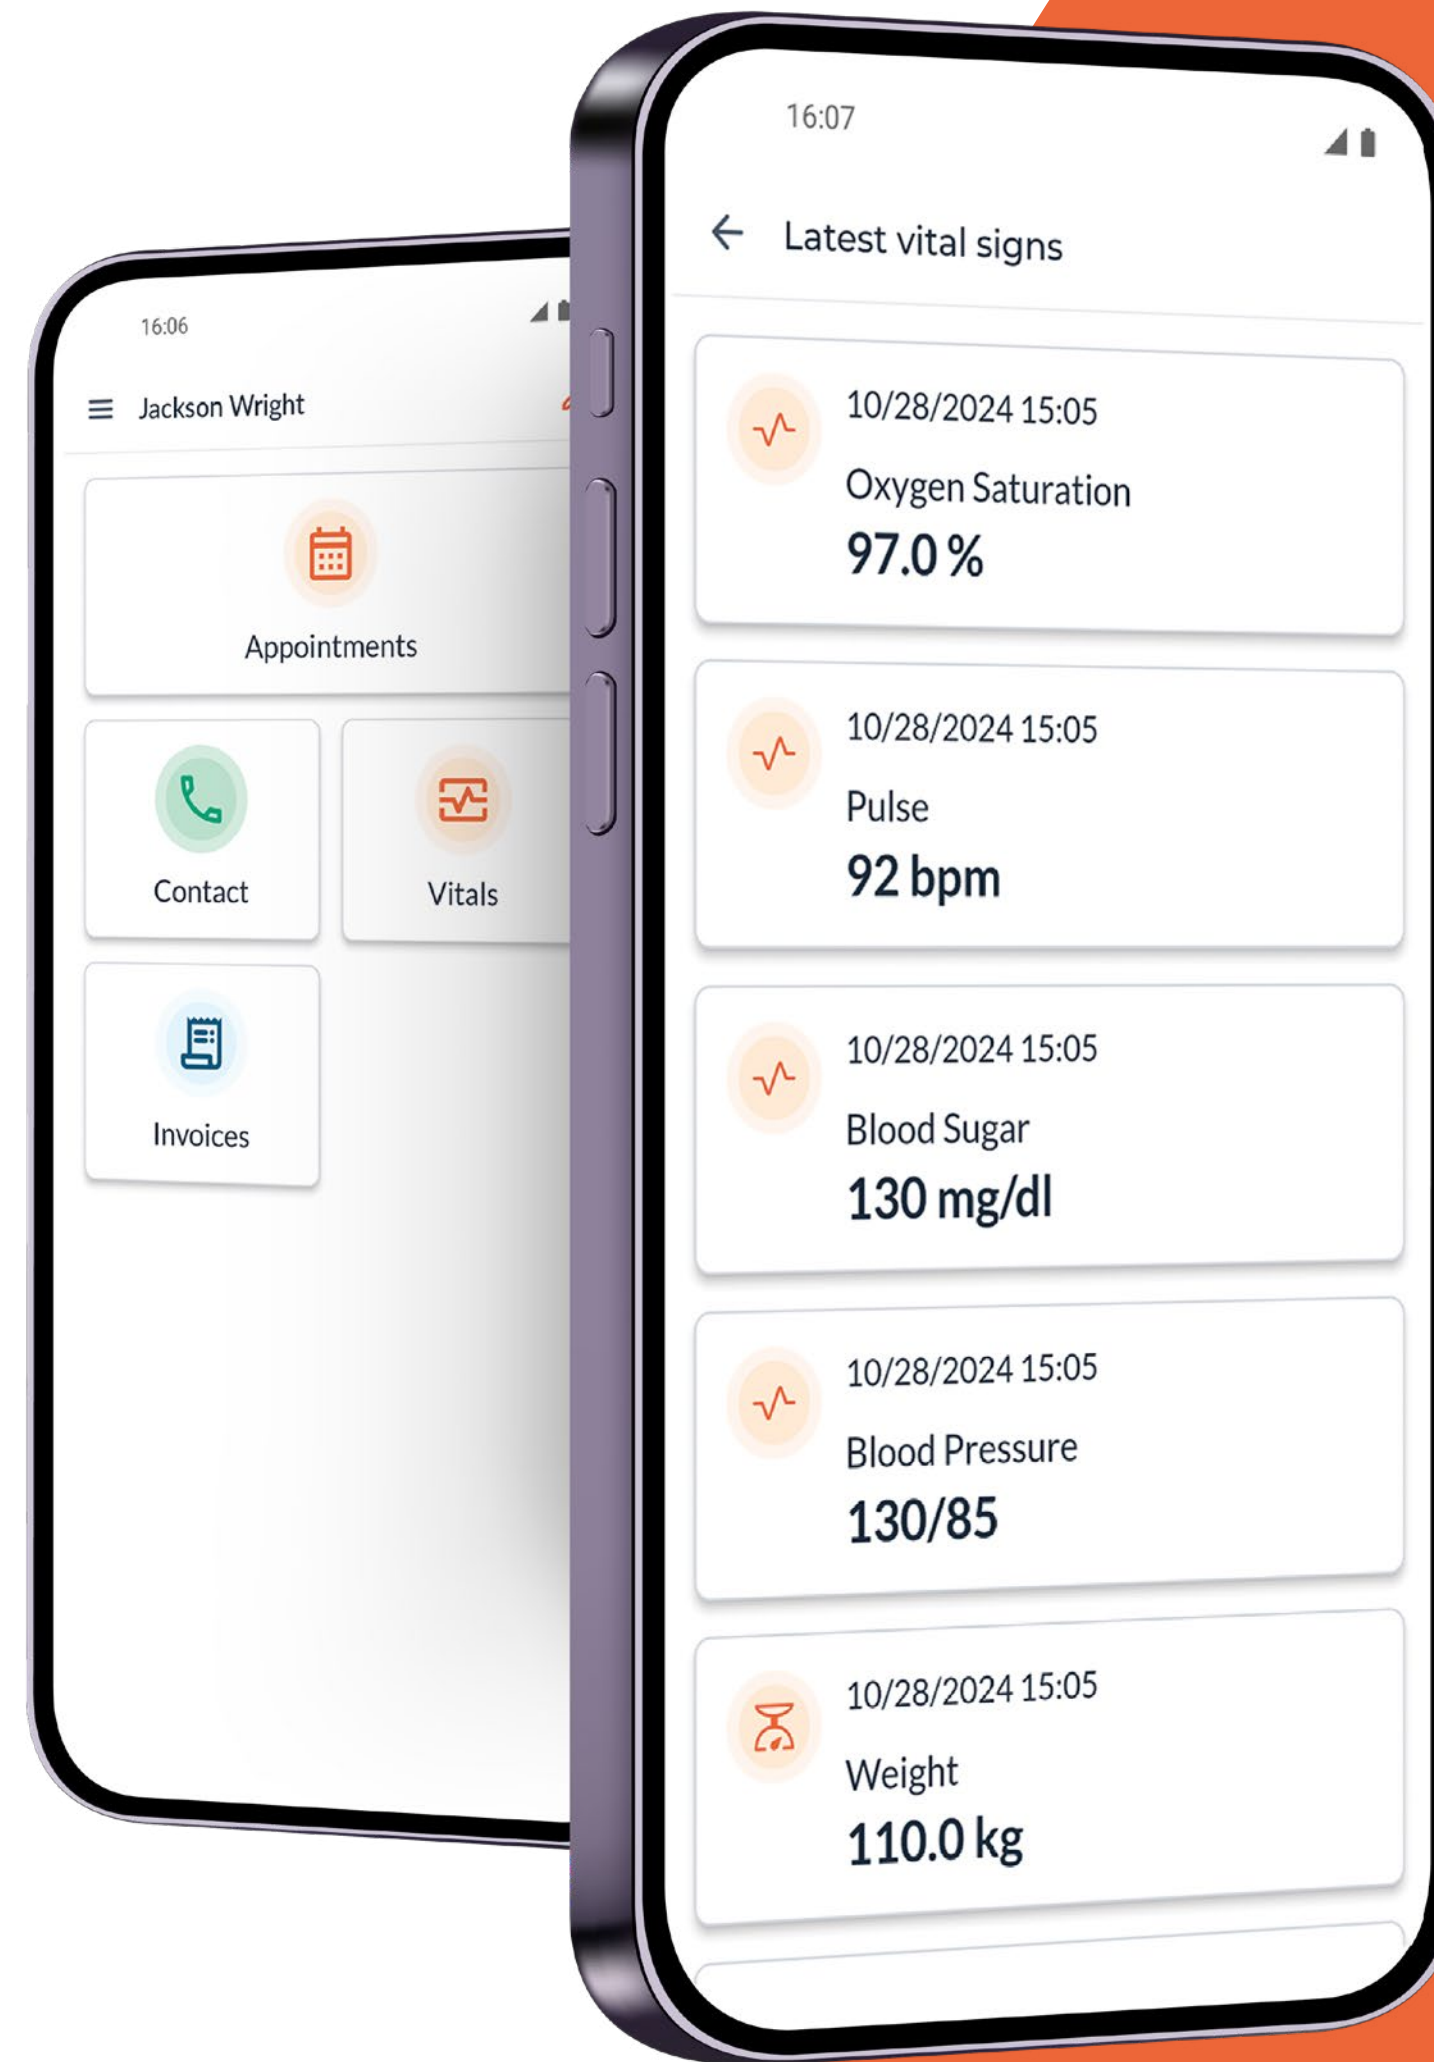 16:06
Jackson Wright
Appointments
Contact
Vitals
Invoices
16:07
Latest vital signs
10/28/2024 15:05
Oxygen Saturation
97.0 %
10/28/2024 15:05
Pulse
92 bpm
10/28/2024 15:05
Blood Sugar
130 mg/dl
10/28/2024 15:05
Blood Pressure
130/85
10/28/2024 15:05
Weight
110.0 kg